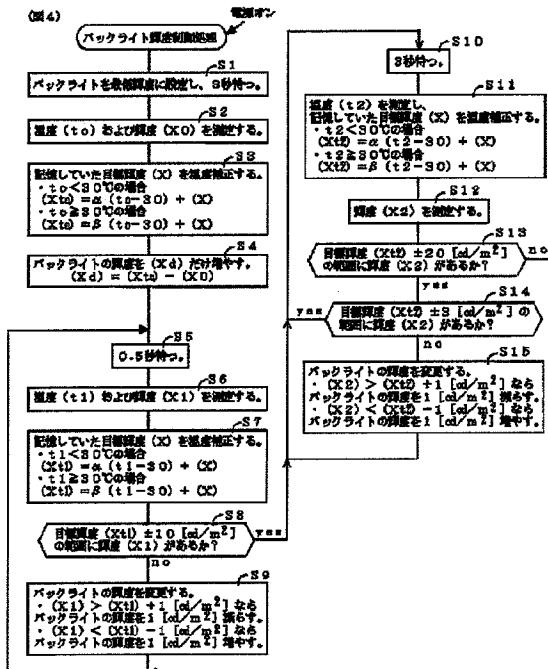 (図4)
電源オン
バックライト輝度制御処理
S1
バックライトを最低輝度に設定し、3秒待つ。
S2
温度(to)および輝度(X0)を測定する。
S3
記憶していた目標輝度(X)を温度補正する。
・to<30℃の場合
(Xto)=α(to-30)+(X)
・to≧30℃の場合
(Xto)=β(to-30)+(X)
S4
バックライトの輝度を(Xd)だけ増やす。
(Xd)=(Xto)-(X0)
S5
0.5秒待つ。
S6
温度(t1)および輝度(X1)を測定する。
S7
記憶していた目標輝度(X)を温度補正する。
・t1<30℃の場合
(Xt1)=α(t1-30)+(X)
・t1≧30℃の場合
(Xt1)=β(t1-30)+(X)
S8
目標輝度(Xt1)±10[cd/m²]
の範囲に輝度(X1)があるか?
yes
no
S9
バックライトの輝度を変更する。
・(X1)>(Xt1)+1[cd/m²]なら
バックライトの輝度を1[cd/m²]減らす。
・(X1)<(Xt1)-1[cd/m²]なら
バックライトの輝度を1[cd/m²]増やす。
S10
3秒待つ。
S11
温度(t2)を測定し、
記憶していた目標輝度(X)を温度補正する。
・t2<30℃の場合
(Xt2)=α(t2-30)+(X)
・t2≧30℃の場合
(Xt2)=β(t2-30)+(X)
S12
輝度(X2)を測定する。
S13
目標輝度(Xt2)±20[cd/m²]
の範囲に輝度(X2)があるか?
no
yes
S14
目標輝度(Xt2)±3[cd/m²]の
範囲に輝度(X2)があるか?
yes
no
S15
バックライトの輝度を変更する。
・(X2)>(Xt2)+1[cd/m²]なら
バックライトの輝度を1[cd/m²]減らす。
・(X2)<(Xt2)-1[cd/m²]なら
バックライトの輝度を1[cd/m²]増やす。